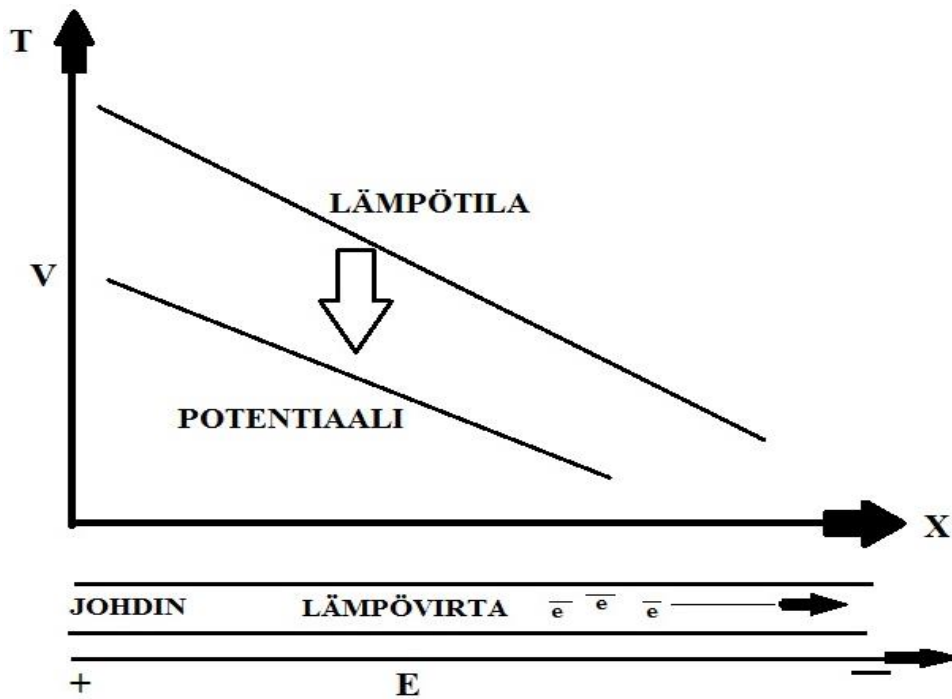 T
LÄMPÖTILA
V
POTENTIAALI
X
JOHDIN LÄMPÖVIRTA e e e
+ E –